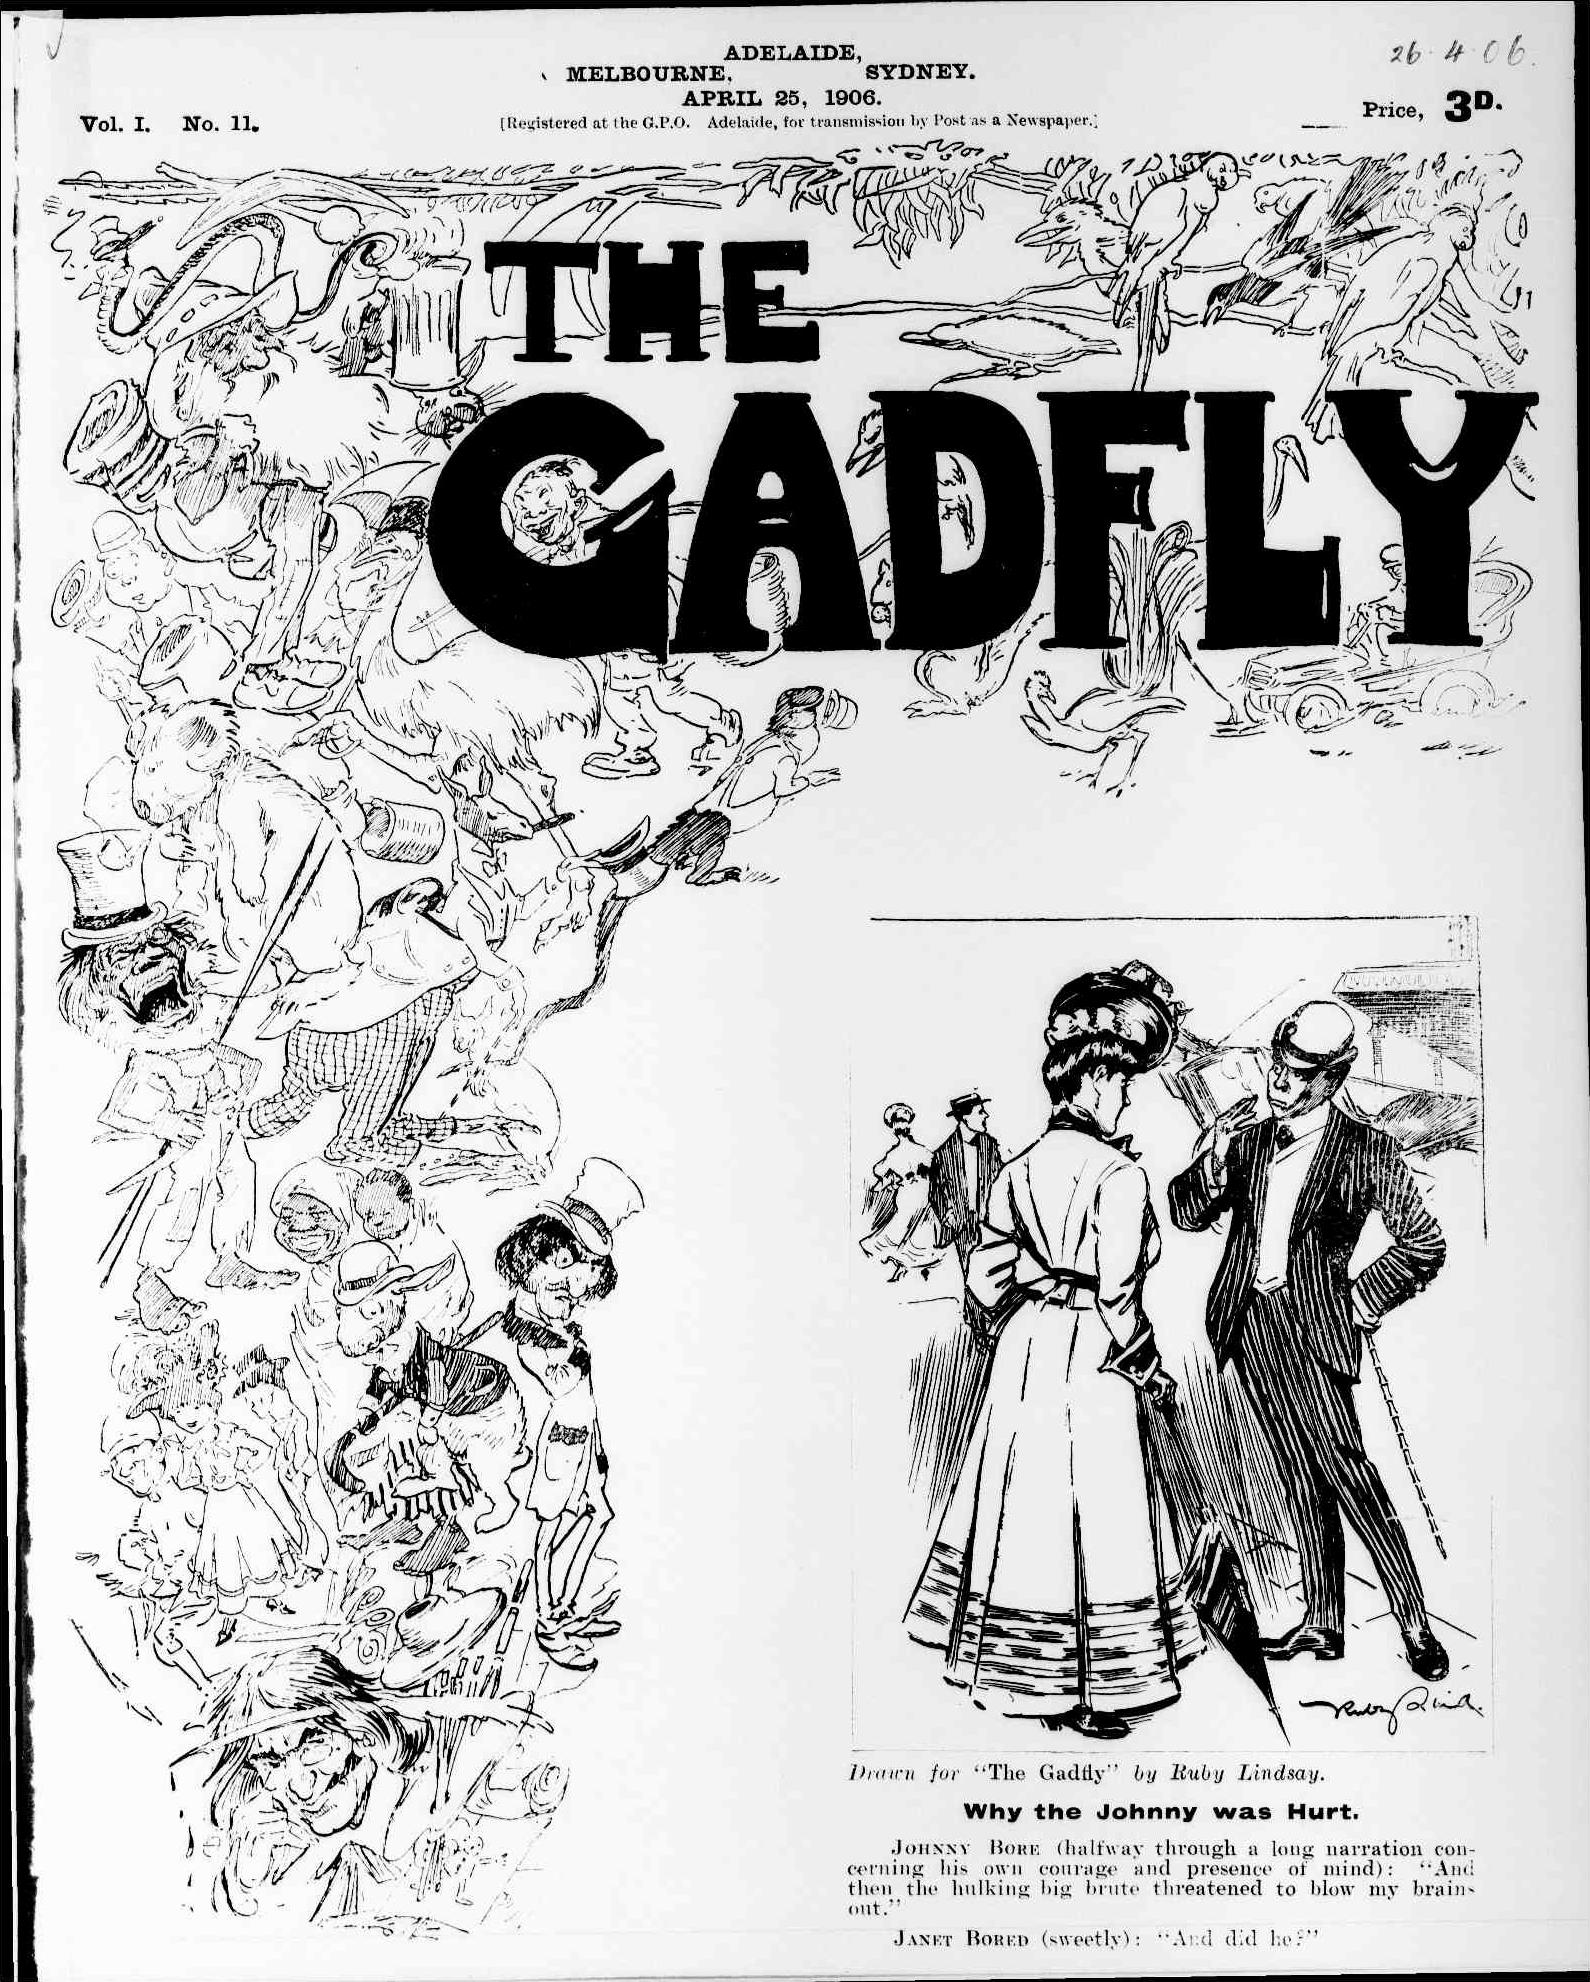 ADELAIDE,
MELBOURNE. SYDNEY.
APRIL 25, 1906.
26·4·06.
Vol. I. No. 11.
[Registered at the G.P.O. Adelaide, for transmission by Post as a Newspaper.]
Price, 3D.
THE
GADFLY
Ruby Lind.
Drawn for "The Gadfly" by Ruby Lindsay.
Why the Johnny was Hurt.
JOHNNY BORE (halfway through a long narration con-
cerning his own courage and presence of mind): "And
then the hulking big brute threatened to blow my brains
out."
JANET BORED (sweetly): "And did he?"